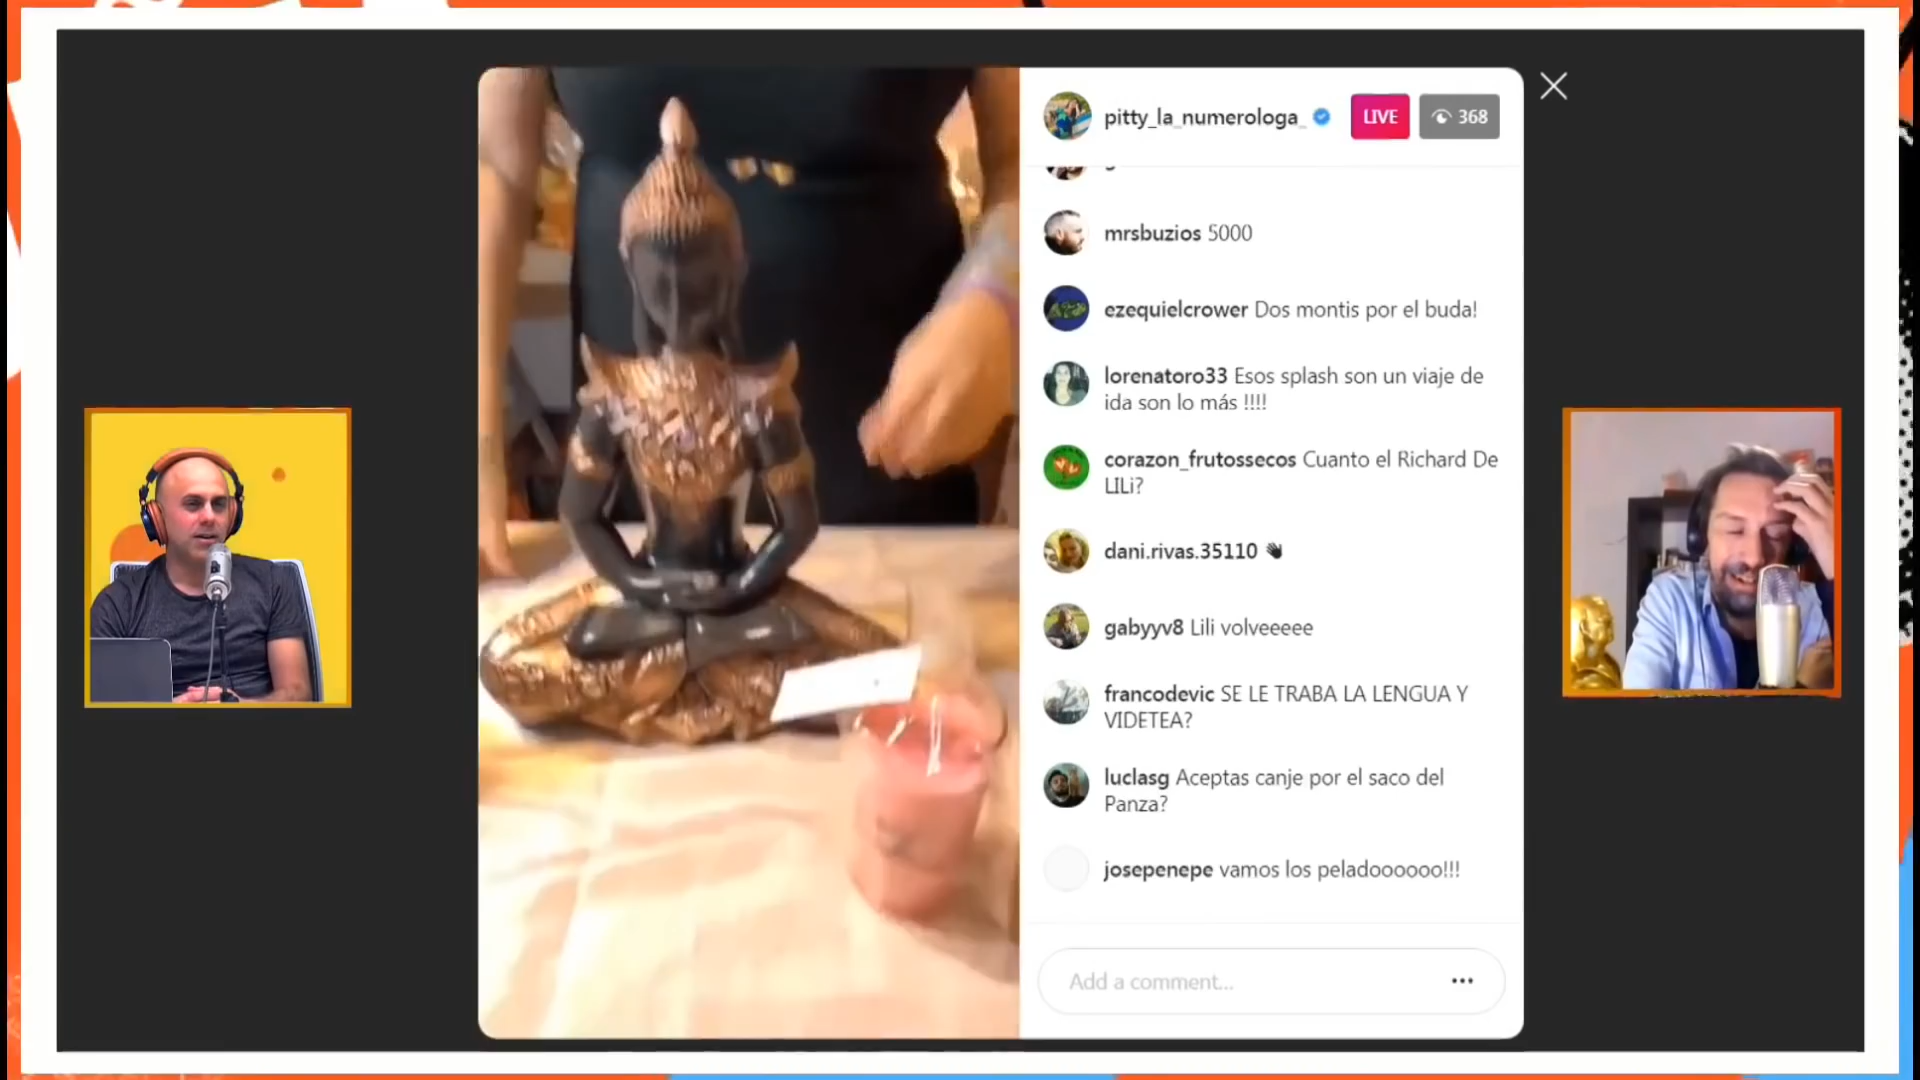 pitty_la_numerologa_ LIVE 368
mrsbuzios 5000
ezequielcrower Dos montis por el buda!
lorenatoro33 Esos splash son un viaje de
ida son lo más !!!!
corazon_frutossecos Cuanto el Richard De
LILi?
dani.rivas.35110 👋🏿
gabyyv8 Lili volveeeee
francodevic SE LE TRABA LA LENGUA Y
VIDETEA?
luclasg Aceptas canje por el saco del
Panza?
josepenepe vamos los peladoooooo!!!
Add a comment...